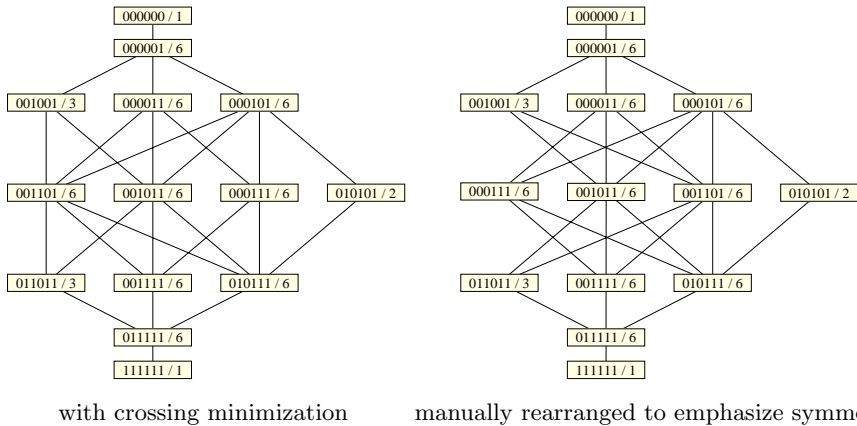 000000 / 1
000001 / 6
001001 / 3 000011 / 6 000101 / 6
001101 / 6 001011 / 6 000111 / 6 010101 / 2
011011 / 3 001111 / 6 010111 / 6
011111 / 6
111111 / 1
with crossing minimization
000000 / 1
000001 / 6
001001 / 3 000011 / 6 000101 / 6
000111 / 6 001011 / 6 001101 / 6 010101 / 2
011011 / 3 001111 / 6 010111 / 6
011111 / 6
111111 / 1
manually rearranged to emphasize symme